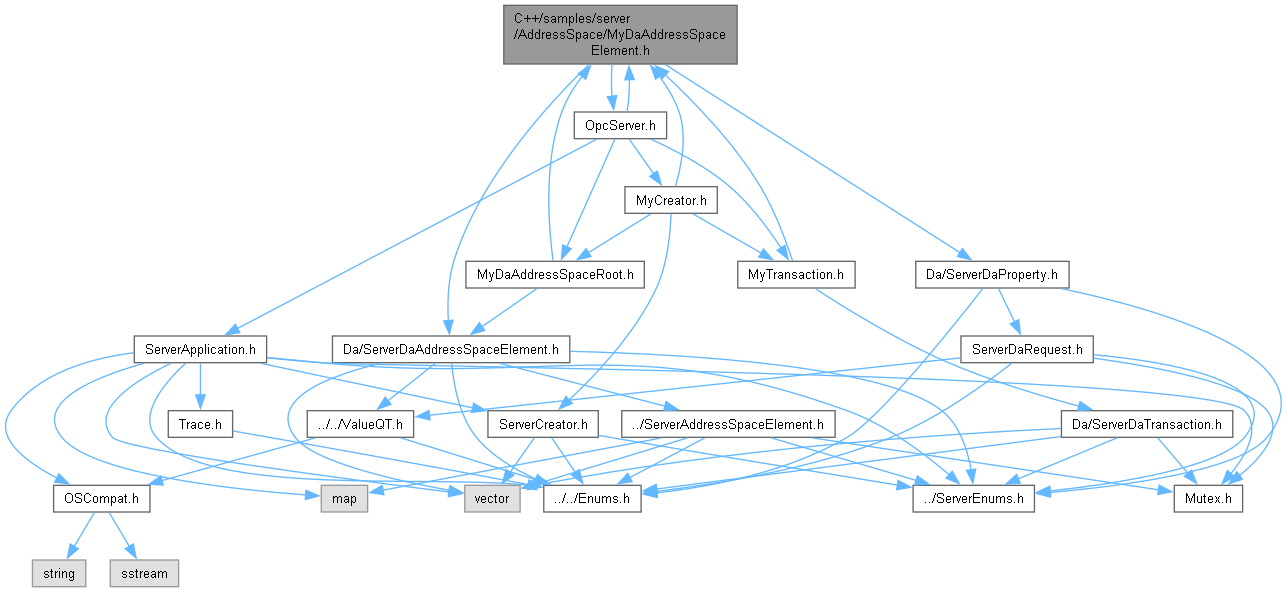 C++/samples/server
/AddressSpace/MyDaAddressSpace
Element.h
OpcServer.h
MyCreator.h
MyDaAddressSpaceRoot.h
MyTransaction.h
Da/ServerDaProperty.h
ServerApplication.h
Da/ServerDaAddressSpaceElement.h
ServerDaRequest.h
Trace.h
../../ValueQT.h
ServerCreator.h
../ServerAddressSpaceElement.h
Da/ServerDaTransaction.h
OSCompat.h
map
vector
../../Enums.h
../ServerEnums.h
Mutex.h
string
sstream